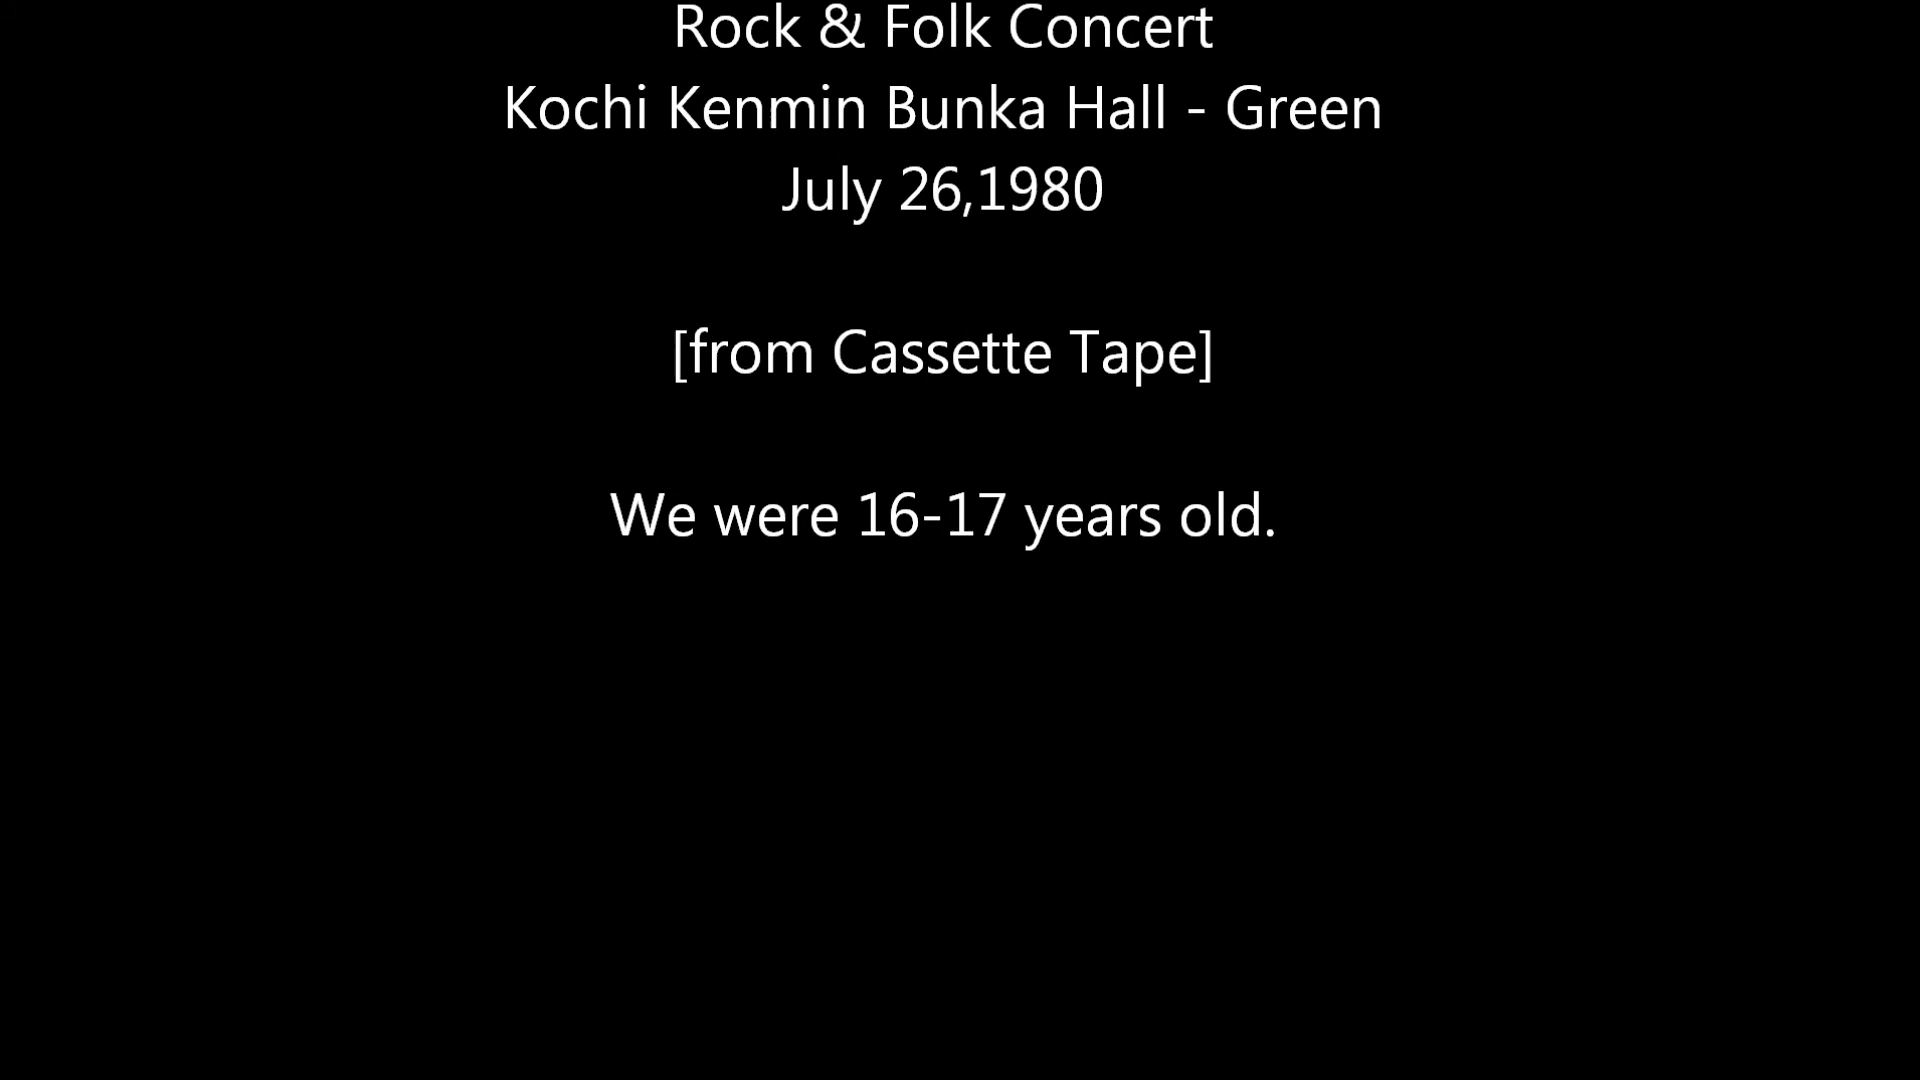 Rock & Folk Concert
Kochi Kenmin Bunka Hall - Green
July 26,1980
[from Cassette Tape]
We were 16-17 years old.